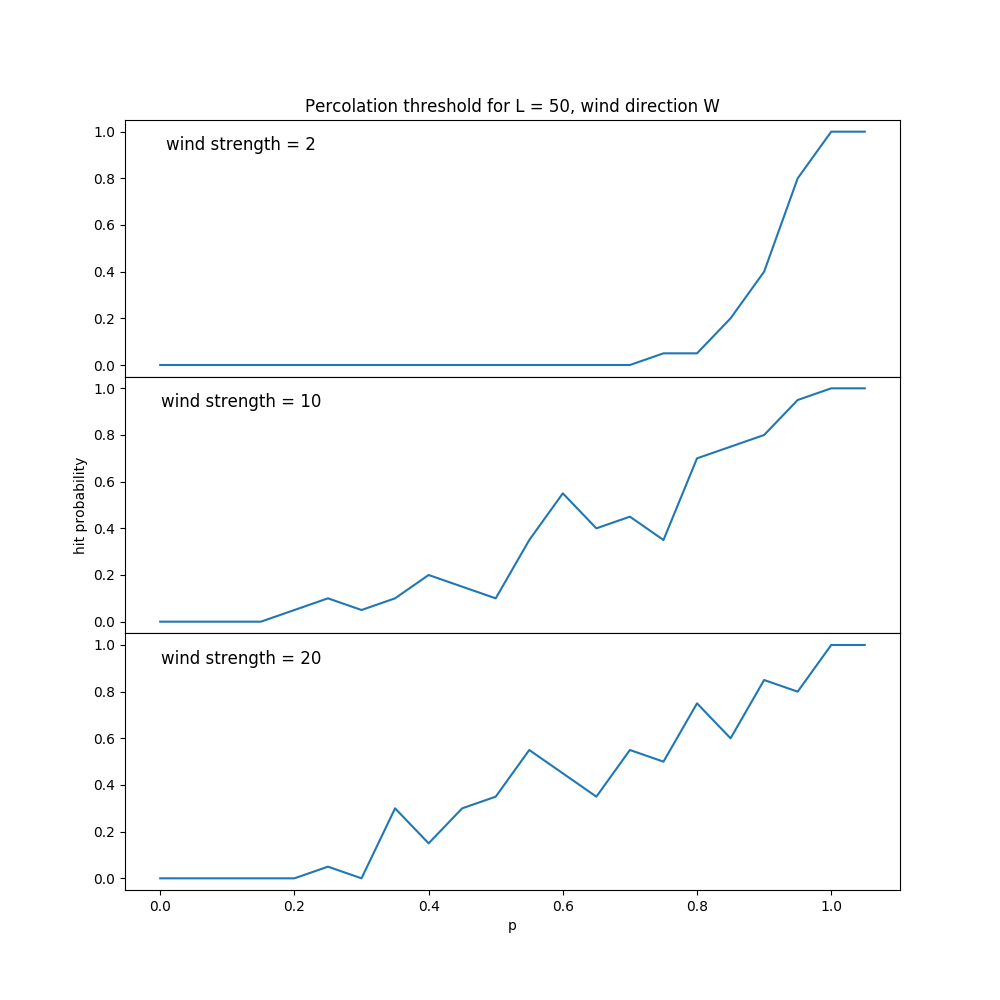 Percolation threshold for L = 50, wind direction W
wind strength = 2
1.0
0.8
0.6
0.4
0.2
0.0
wind strength = 10
1.0
0.8
0.6
0.4
0.2
0.0
hit probability
wind strength = 20
1.0
0.8
0.6
0.4
0.2
0.0
0.0 0.2 0.4 0.6 0.8 1.0
p